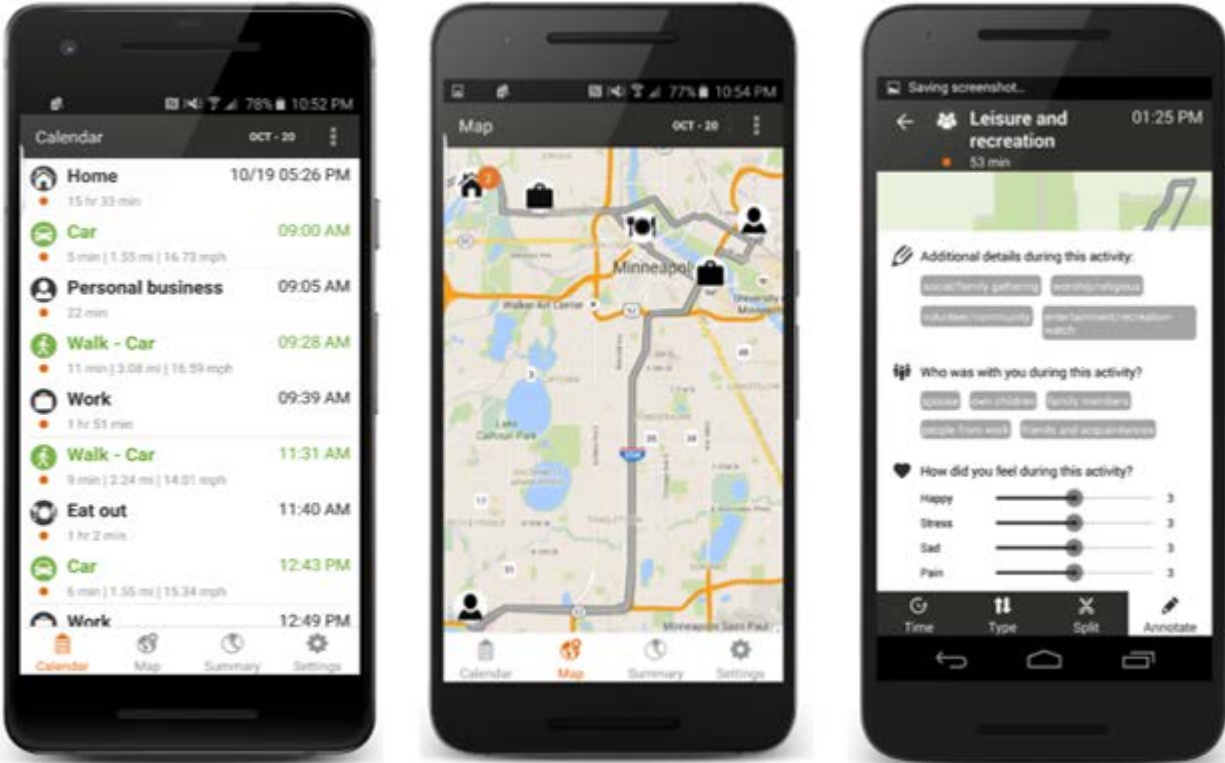 78% 10:52 PM
Calendar OCT - 20
Home 10/19 05:26 PM
15 hr 33 min
Car 09:00 AM
5 min | 1.55 mi | 16.73 mph
Personal business 09:05 AM
22 min
Walk - Car 09:28 AM
11 min | 3.08 mi | 16.59 mph
Work 09:39 AM
1 hr 51 min
Walk - Car 11:31 AM
9 min | 2.24 mi | 14.01 mph
Eat out 11:40 AM
1 hr 2 min
Car 12:43 PM
6 min | 1.55 mi | 15.34 mph
Work 12:49 PM
Calendar Map Summary Settings
77% 10:54 PM
Map OCT - 20
2
Minneapol
Walker Art Center
University
Lake
Calhoun Park
35
Minneapolis Saint Paul
Calendar Map Summary Settings
Saving screenshot...
Leisure and 01:25 PM
recreation
53 min
Additional details during this activity:
social/family gathering worship/religious
volunteer/community entertainment/recreation-
watch
Who was with you during this activity?
spouse own children family members
people from work friends and acquaintences
How did you feel during this activity?
Happy 3
Stress 3
Sad 3
Pain 3
Time Type Split Annotate